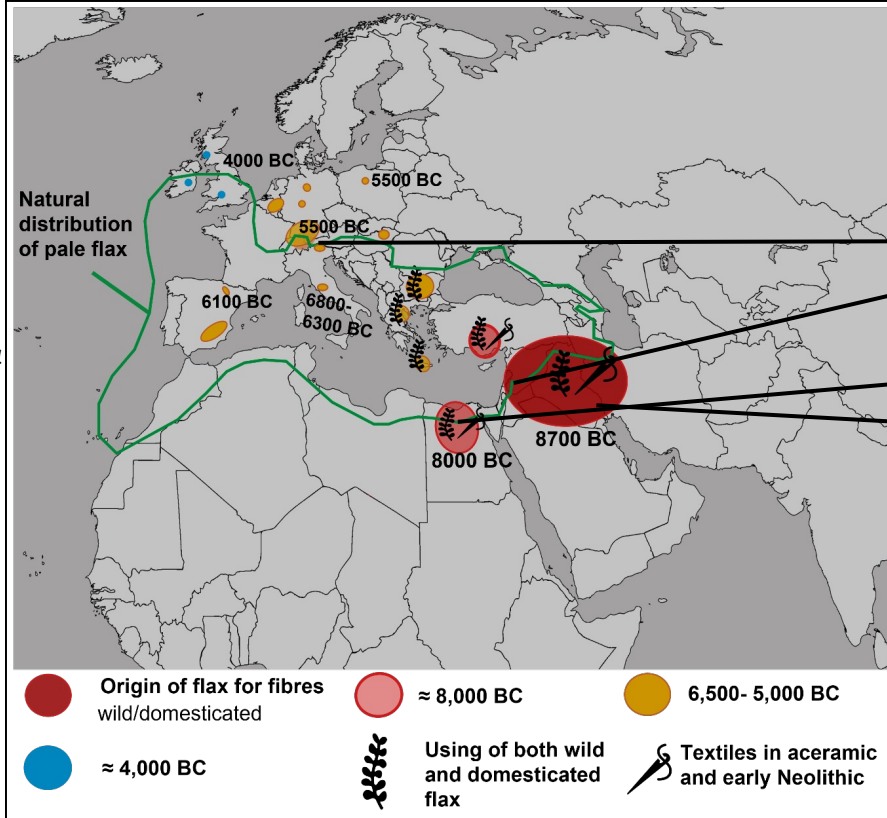 4000 BC
5500 BC
Natural
distribution
of pale flax
5500 BC
6100 BC
6800-
6300 BC
8700 BC
8000 BC
Origin of flax for fibres
wild/domesticated
≈ 8,000 BC
6,500- 5,000 BC
≈ 4,000 BC
Using of both wild
and domesticated
flax
Textiles in aceramic
and early Neolithic